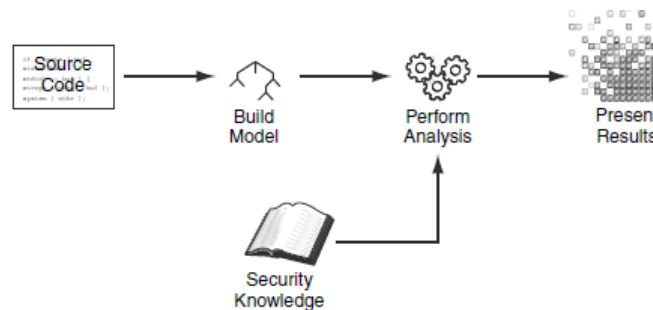 Source
Code
Build
Model
Perform
Analysis
Presen
Results
Security
Knowledge